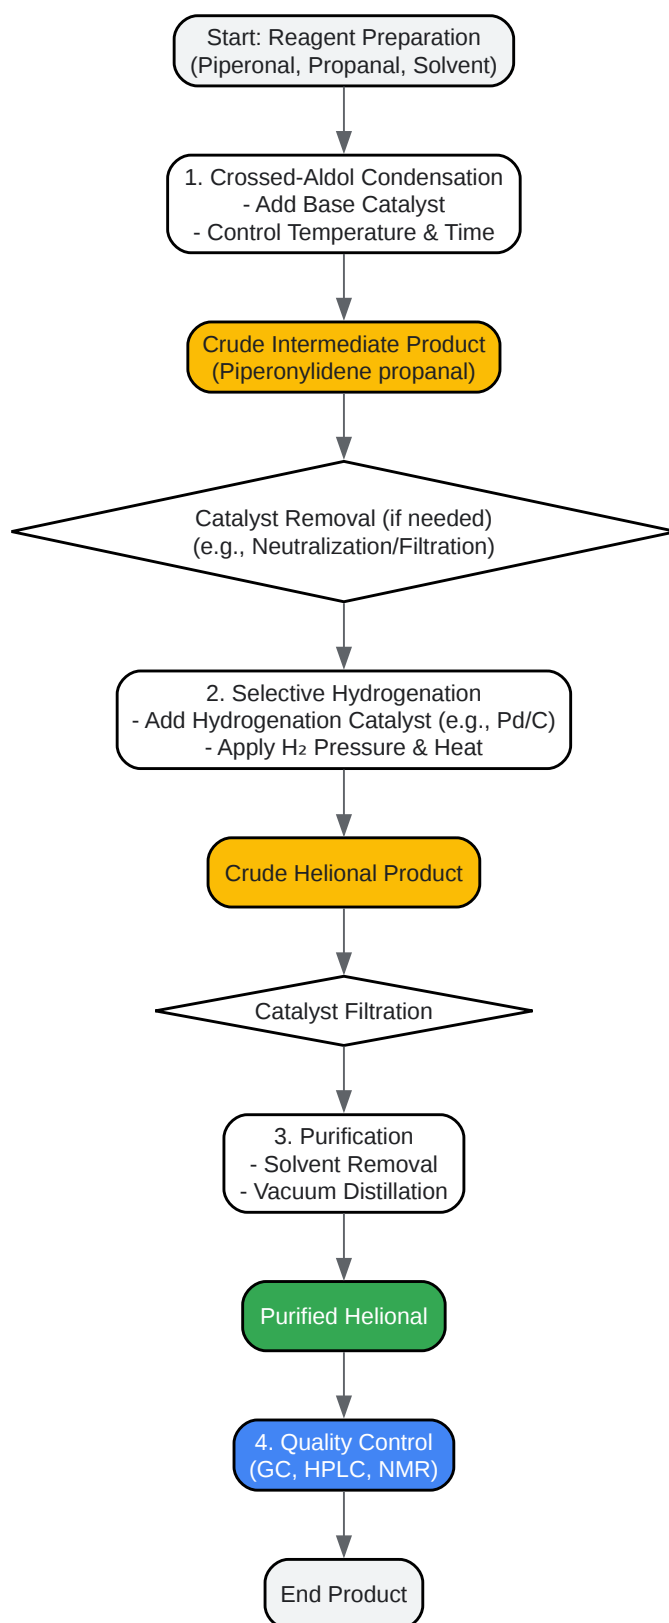 Start: Reagent Preparation
(Piperonal, Propanal, Solvent)
1. Crossed-Aldol Condensation
- Add Base Catalyst
- Control Temperature & Time
Crude Intermediate Product
(Piperonylidene propanal)
Catalyst Removal (if needed)
(e.g., Neutralization/Filtration)
2. Selective Hydrogenation
- Add Hydrogenation Catalyst (e.g., Pd/C)
- Apply H₂ Pressure & Heat
Crude Helional Product
Catalyst Filtration
3. Purification
- Solvent Removal
- Vacuum Distillation
Purified Helional
4. Quality Control
(GC, HPLC, NMR)
End Product